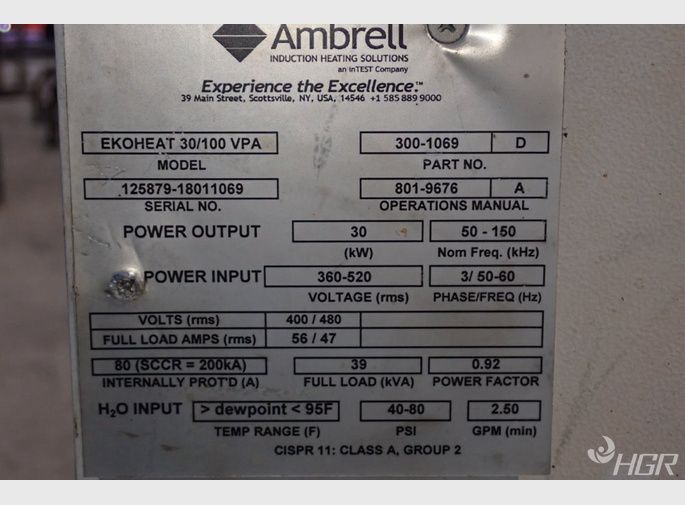 Ambrell
INDUCTION HEATING SOLUTIONS
an inTEST Company
Experience the Excellence.™
39 Main Street, Scottsville, NY, USA, 14546 +1 585 889 9000
EKOHEAT 30/100 VPA 300-1069 D
MODEL PART NO.
125879-18011069 801-9676 A
SERIAL NO. OPERATIONS MANUAL
POWER OUTPUT 30 50 - 150
(kW) Nom Freq. (kHz)
POWER INPUT 360-520 3/ 50-60
VOLTAGE (rms) PHASE/FREQ (Hz)
VOLTS (rms) 400 / 480
FULL LOAD AMPS (rms) 56 / 47
80 (SCCR = 200kA) 39 0.92
INTERNALLY PROT'D (A) FULL LOAD (kVA) POWER FACTOR
H₂O INPUT > dewpoint < 95F 40-80 2.50
TEMP RANGE (F) PSI GPM (min)
CISPR 11: CLASS A, GROUP 2
HGR